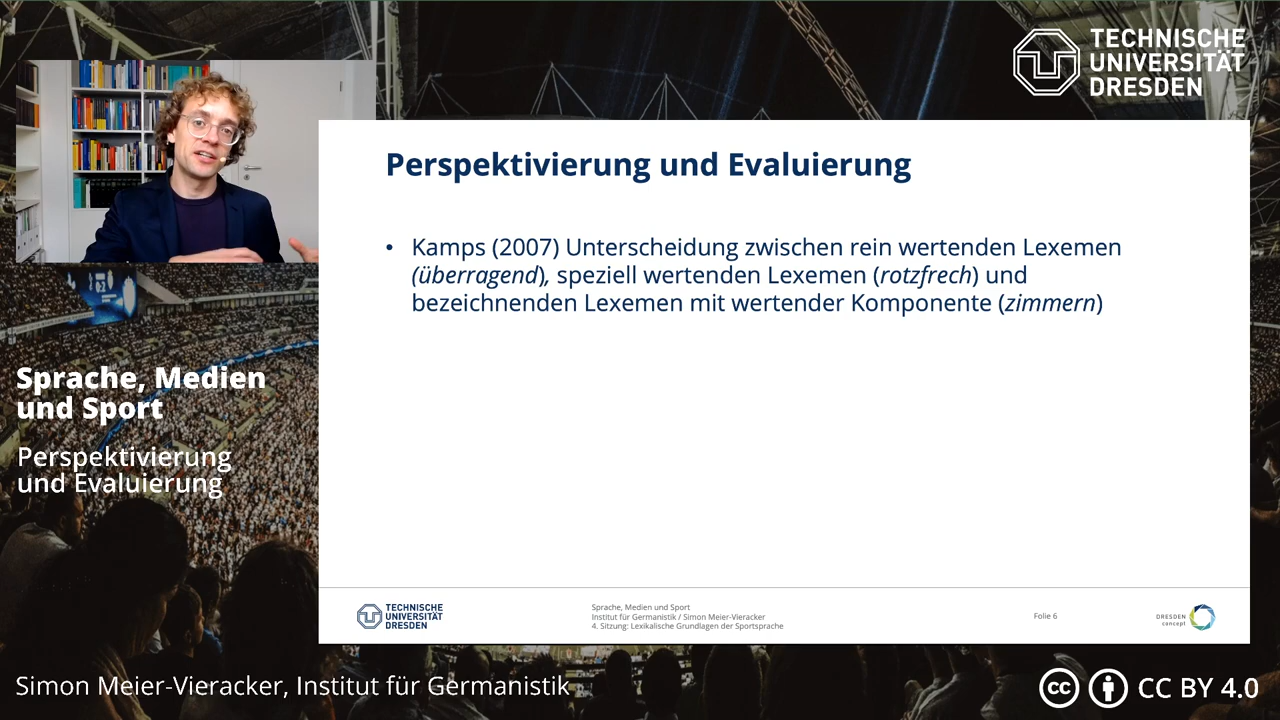 TECHNISCHE
UNIVERSITÄT
DRESDEN
Perspektivierung und Evaluierung
• Kamps (2007) Unterscheidung zwischen rein wertenden Lexemen
(überragend), speziell wertenden Lexemen (rotzfrech) und
bezeichnenden Lexemen mit wertender Komponente (zimmern)
Sprache, Medien
und Sport
Perspektivierung
und Evaluierung
TECHNISCHE
UNIVERSITÄT
DRESDEN
Sprache, Medien und Sport
Institut für Germanistik / Simon Meier-Vieracker
4. Sitzung: Lexikalische Grundlagen der Sportsprache
Folie 6
DRESDEN
concept
Simon Meier-Vieracker, Institut für Germanistik
cc CC BY 4.0